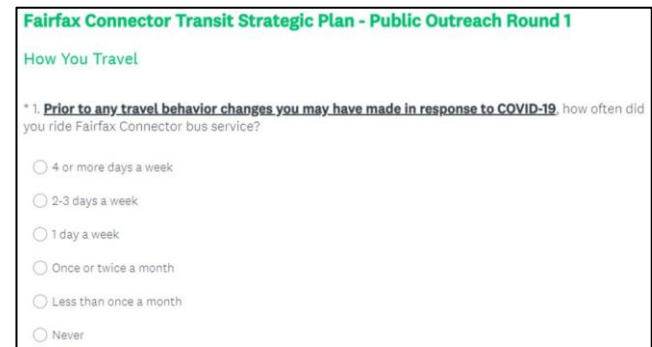 Fairfax Connector Transit Strategic Plan - Public Outreach Round 1
How You Travel
* 1. Prior to any travel behavior changes you may have made in response to COVID-19, how often did
you ride Fairfax Connector bus service?
4 or more days a week
2-3 days a week
1 day a week
Once or twice a month
Less than once a month
Never